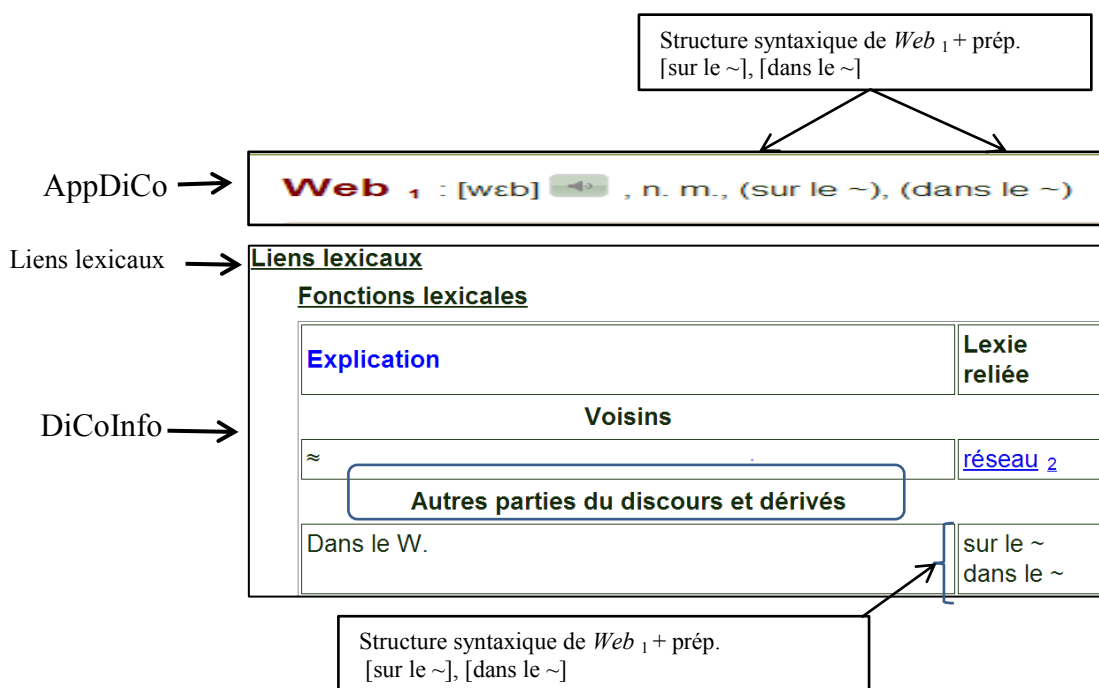 Structure syntaxique de Web 1 + prép.
[sur le ~], [dans le ~]
AppDiCo
Web 1 : [wɛb] , n. m., (sur le ~), (dans le ~)
Liens lexicaux
Liens lexicaux
Fonctions lexicales
Explication
Lexie
reliée
Voisins
≈
réseau 2
DiCoInfo
Autres parties du discours et dérivés
Dans le W.
sur le ~
dans le ~
Structure syntaxique de Web 1 + prép.
[sur le ~], [dans le ~]